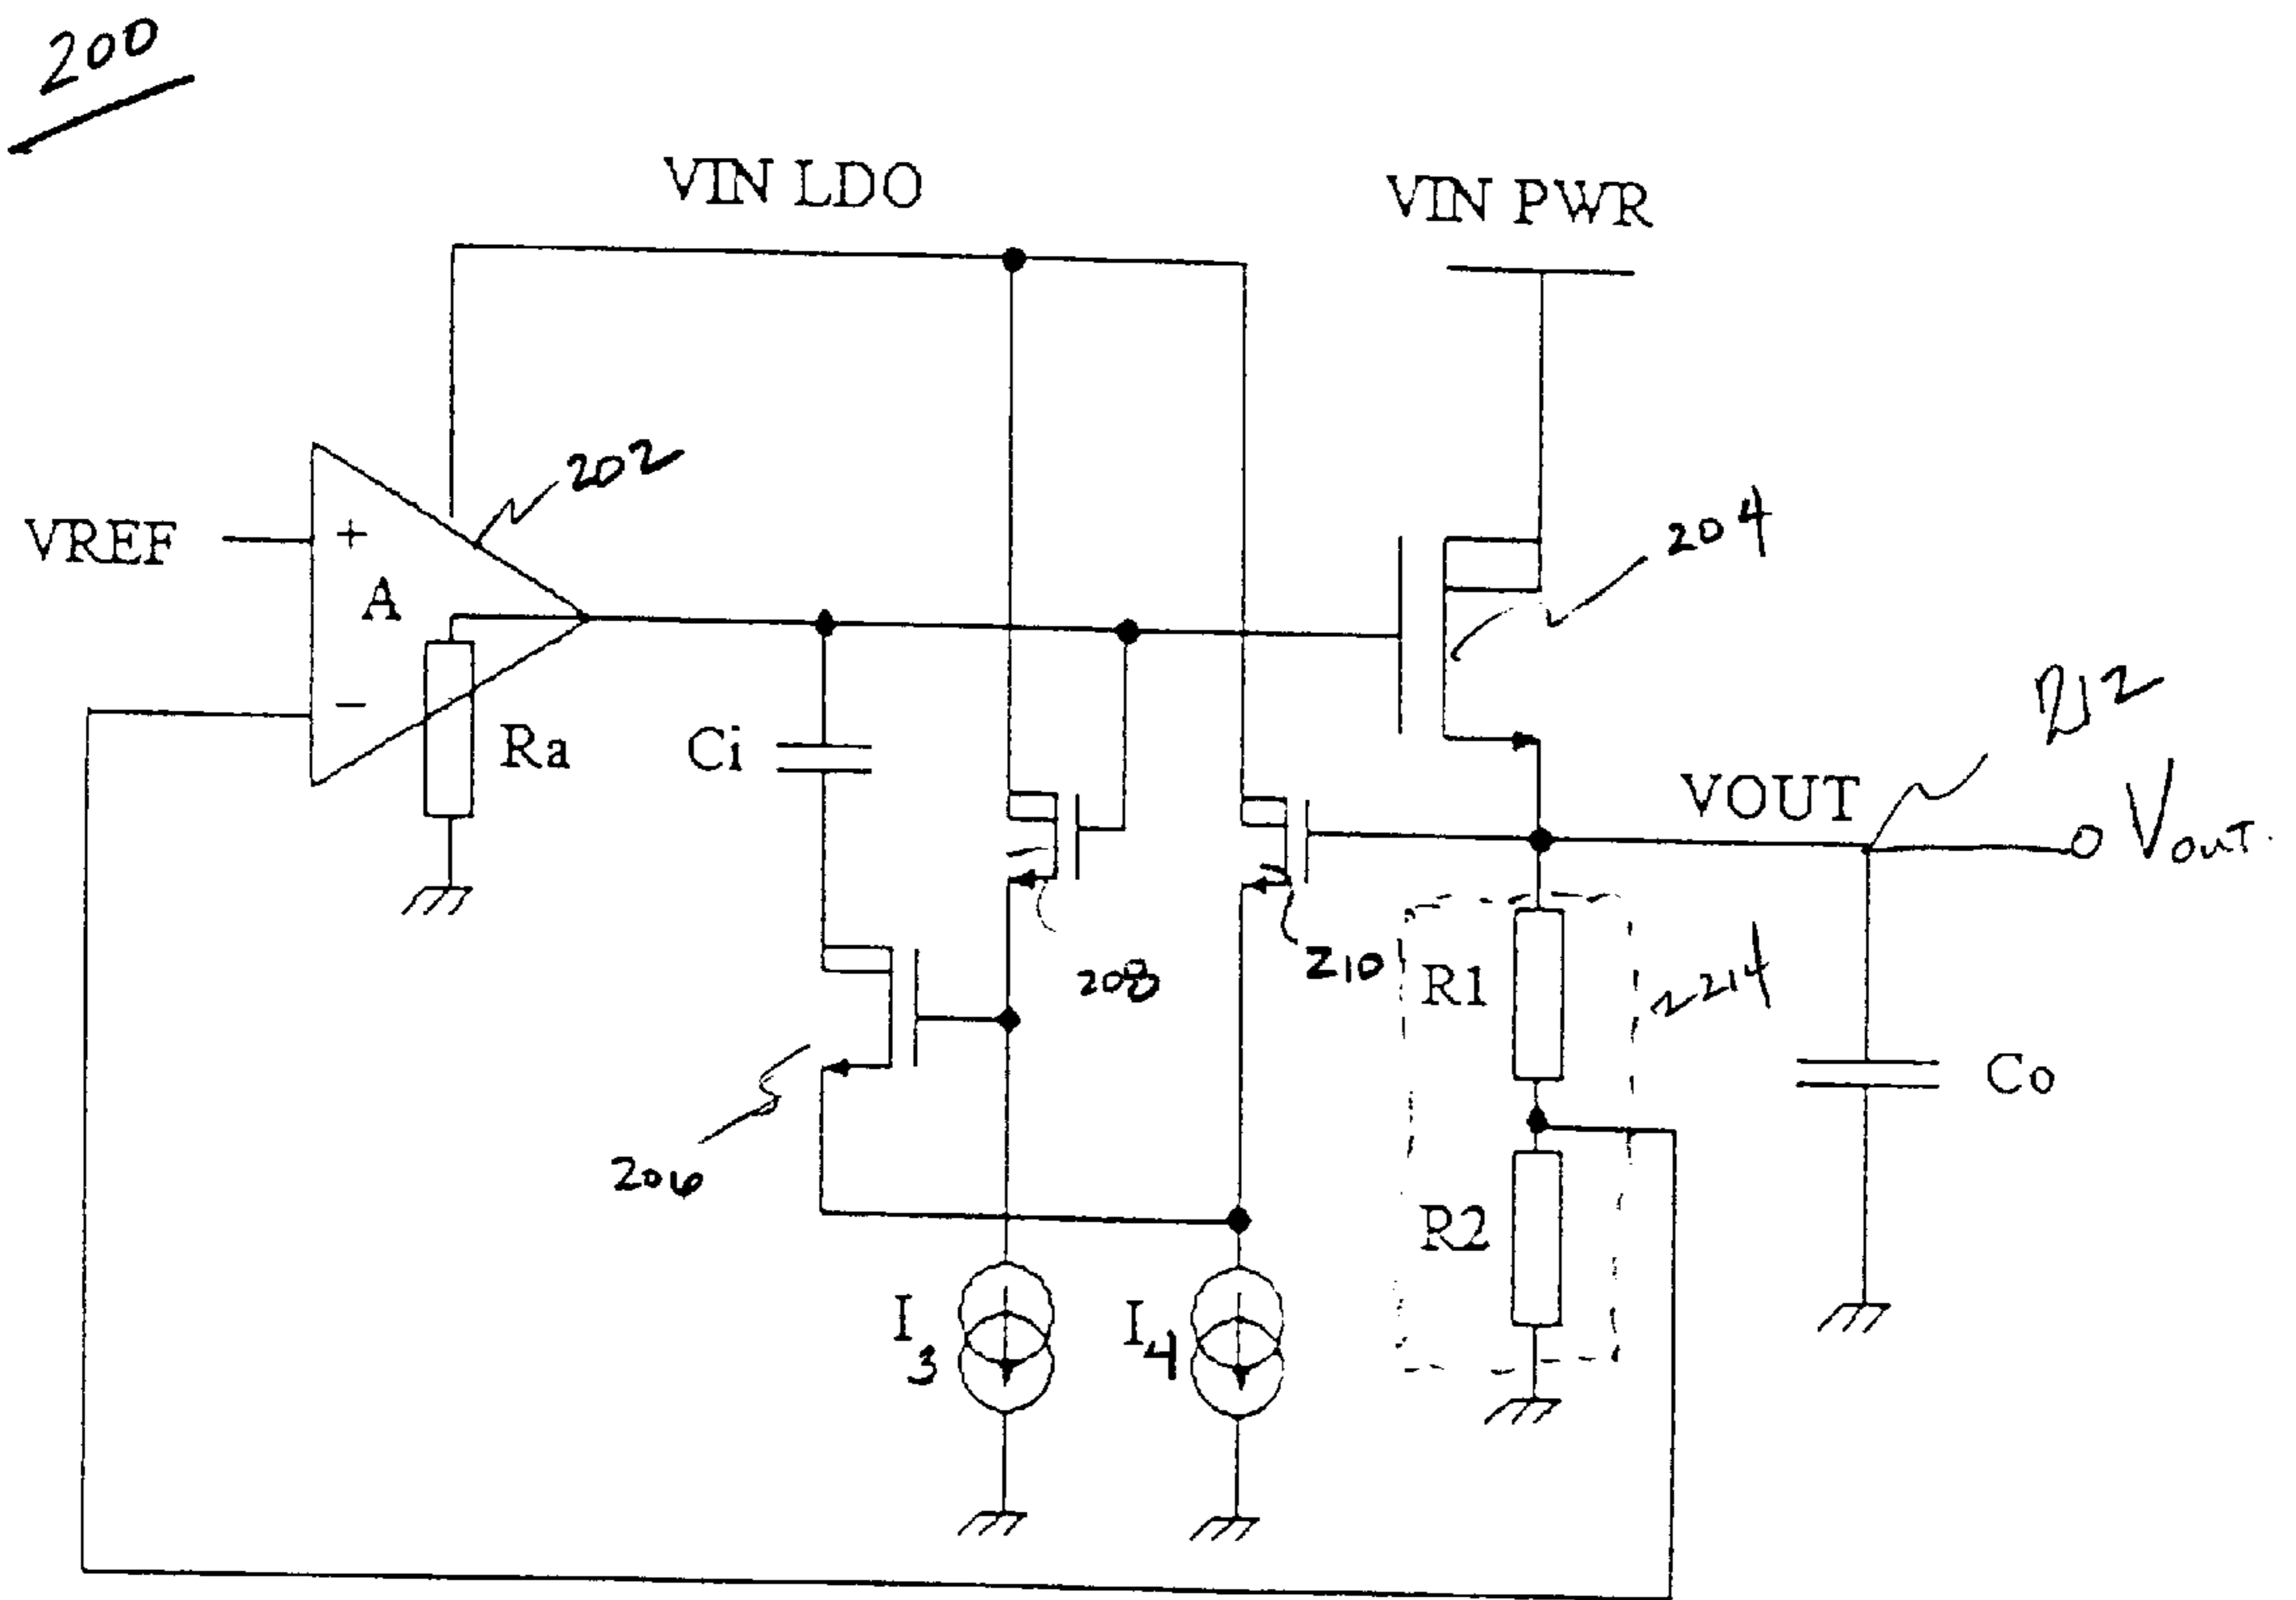 200
VIN LDO
VIN PWR
202
VREF
+
A
204
−
Ra
Ci
212
VOUT
VOUT.
208
210
R1
214
Co
206
R2
I3
I4